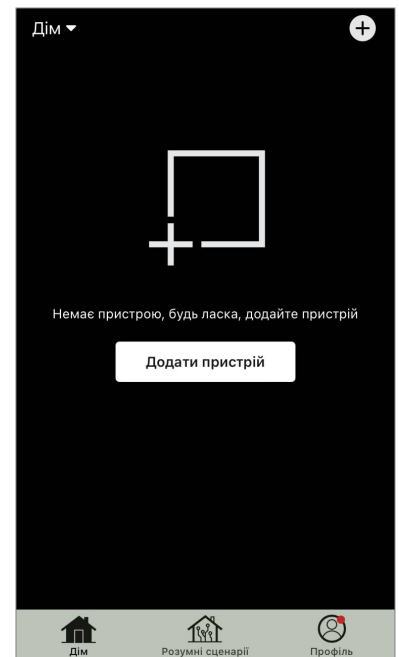 Дім
Немає пристрою, будь ласка, додайте пристрій
Додати пристрій
Дім
Розумні сценарії
Профіль